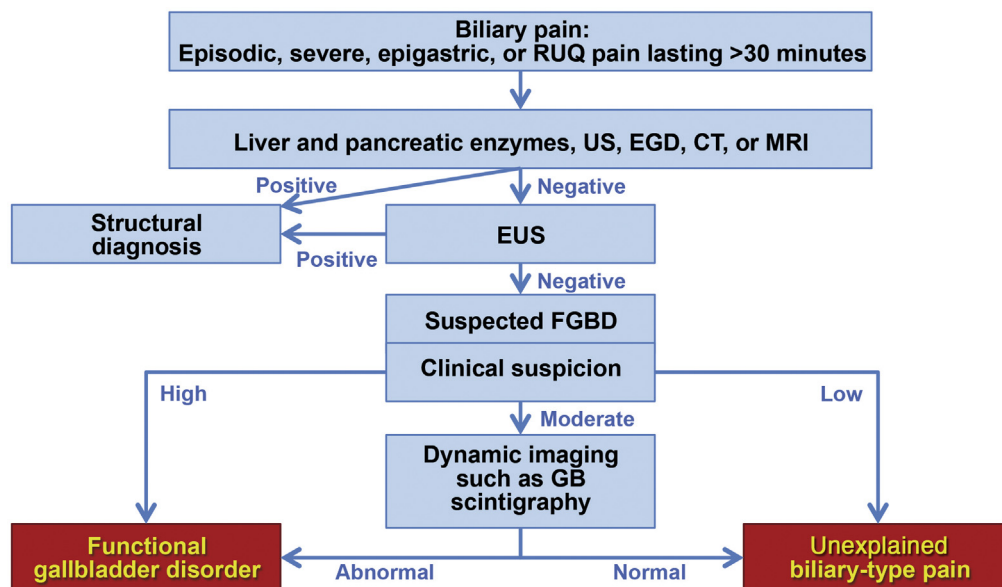 Biliary pain:
Episodic, severe, epigastric, or RUQ pain lasting >30 minutes
Liver and pancreatic enzymes, US, EGD, CT, or MRI
Positive
Negative
Structural
diagnosis
EUS
Positive
Negative
Suspected FGBD
Clinical suspicion
High
Low
Moderate
Dynamic imaging
such as GB
scintigraphy
Functional
gallbladder disorder
Unexplained
biliary-type pain
Abnormal
Normal